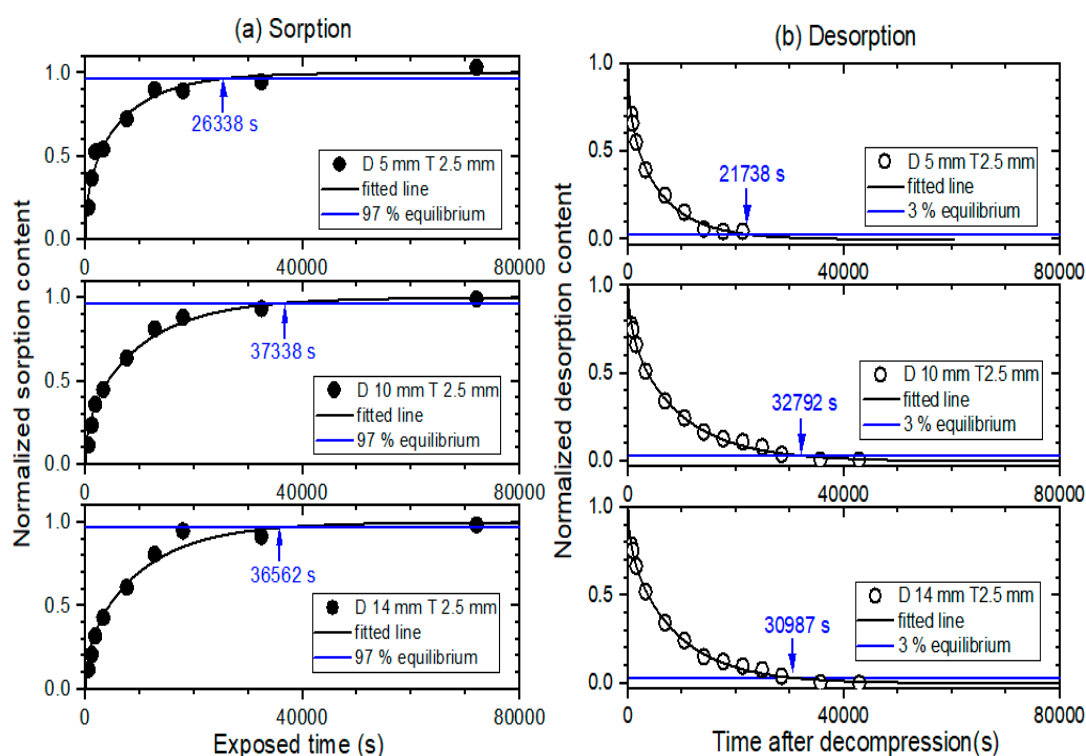 (a) Sorption
Normalized sorption content
1.0
0.5
0.0
26338 s
D 5 mm T 2.5 mm
fitted line
97 % equilibrium
0 40000 80000
1.0
0.5
0.0
37338 s
D 10 mm T 2.5 mm
fitted line
97 % equilibrium
0 40000 80000
1.0
0.5
0.0
36562 s
D 14 mm T 2.5 mm
fitted line
97 % equilibrium
0 40000 80000
Exposed time (s)
(b) Desorption
Normalized desorption content
1.0
0.5
0.0
21738 s
D 5 mm T2.5 mm
fitted line
3 % equilibrium
0 20000 40000 60000 80000
1.0
0.5
0.0
32792 s
D 10 mm T2.5 mm
fitted line
3 % equilibrium
0 20000 40000 60000 80000
1.0
0.5
0.0
30987 s
D 14 mm T2.5 mm
fitted line
3 % equilibrium
0 20000 40000 60000 80000
Time after decompression(s)